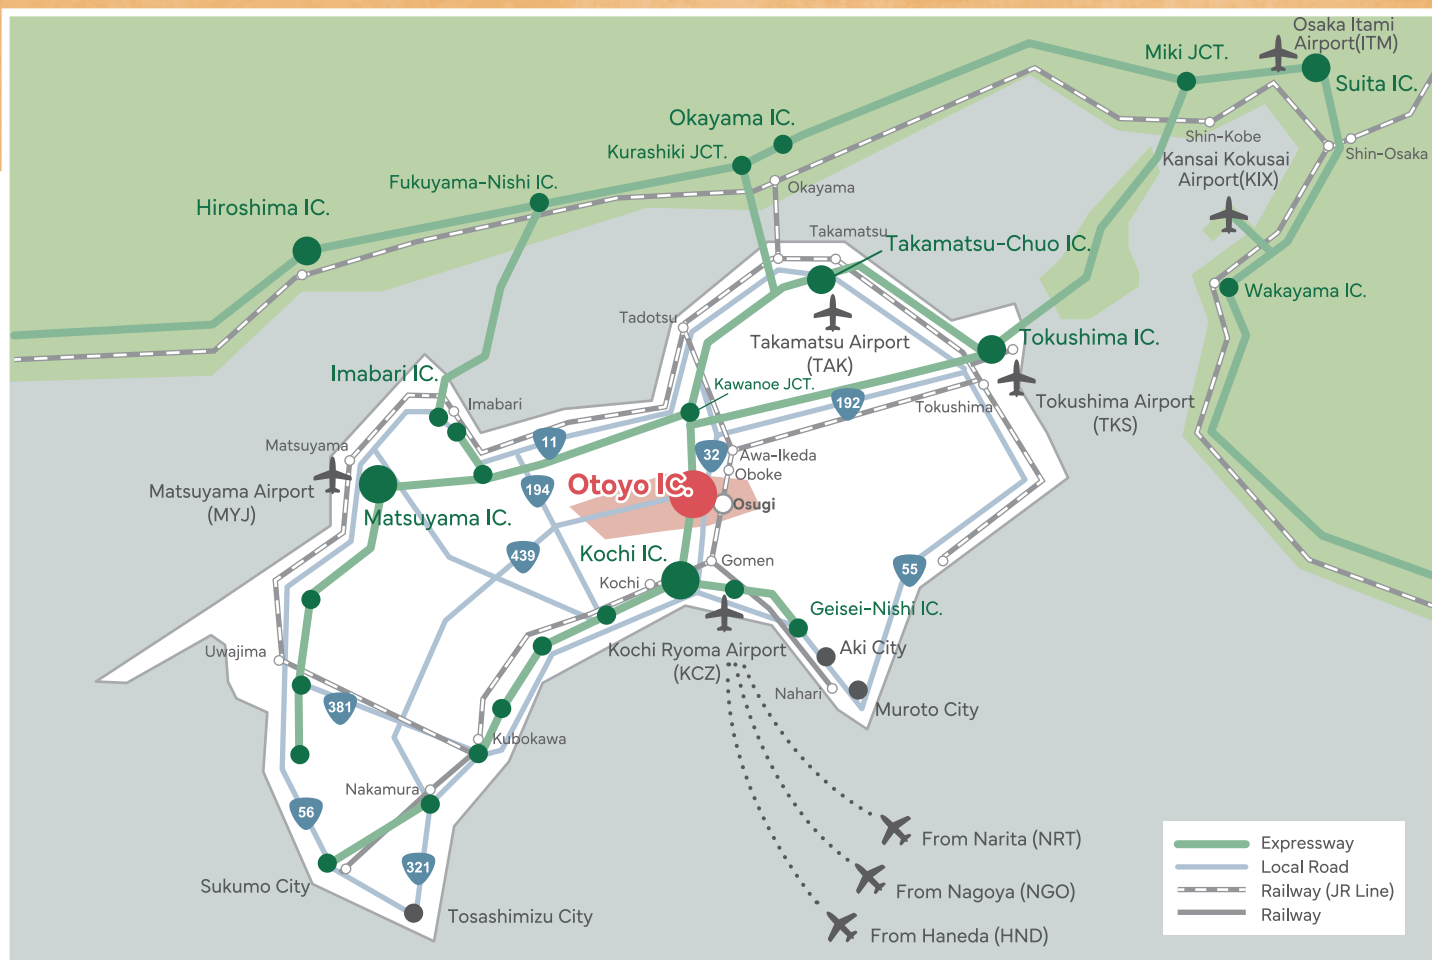 Osaka Itami
Airport(ITM)
Miki JCT.
Suita IC.
Okayama IC.
Shin-Kobe
Shin-Osaka
Kurashiki JCT.
Kansai Kokusai
Airport(KIX)
Fukuyama-Nishi IC.
Okayama
Hiroshima IC.
Takamatsu
Takamatsu-Chuo IC.
Wakayama IC.
Tadotsu
Takamatsu Airport
(TAK)
Tokushima IC.
Imabari IC.
Kawanoe JCT.
Imabari
192
Tokushima
Tokushima Airport
(TKS)
Matsuyama
11
32
Awa-Ikeda
Oboke
Matsuyama Airport
(MYJ)
194
Otoyo IC.
Osugi
Matsuyama IC.
439
Kochi IC.
Gomen
55
Kochi
Geisei-Nishi IC.
Uwajima
Kochi Ryoma Airport
(KCZ)
Aki City
Nahari
Muroto City
381
Kubokawa
Nakamura
56
321
Sukumo City
Tosashimizu City
From Narita (NRT)
From Nagoya (NGO)
From Haneda (HND)
Expressway
Local Road
Railway (JR Line)
Railway